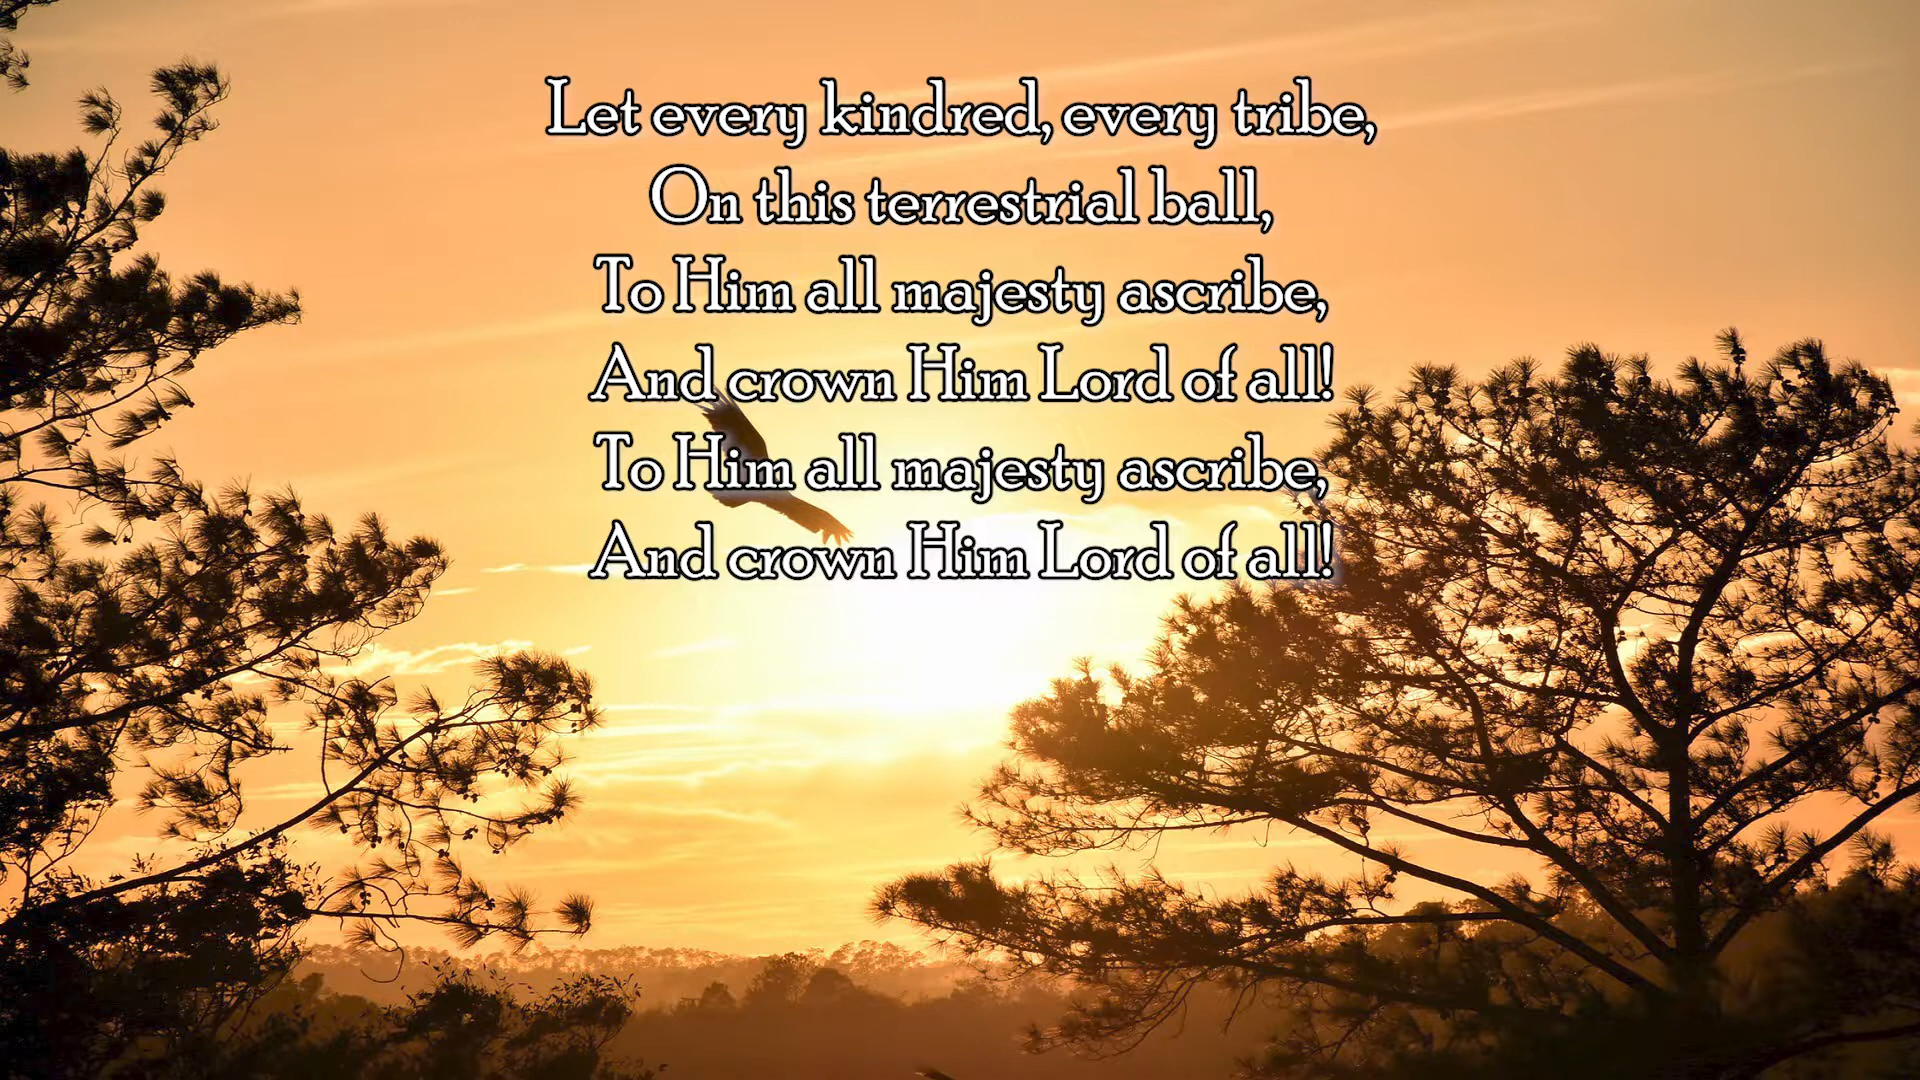 Let every kindred, every tribe,
On this terrestrial ball,
To Him all majesty ascribe,
And crown Him Lord of all!
To Him all majesty ascribe,
And crown Him Lord of all!